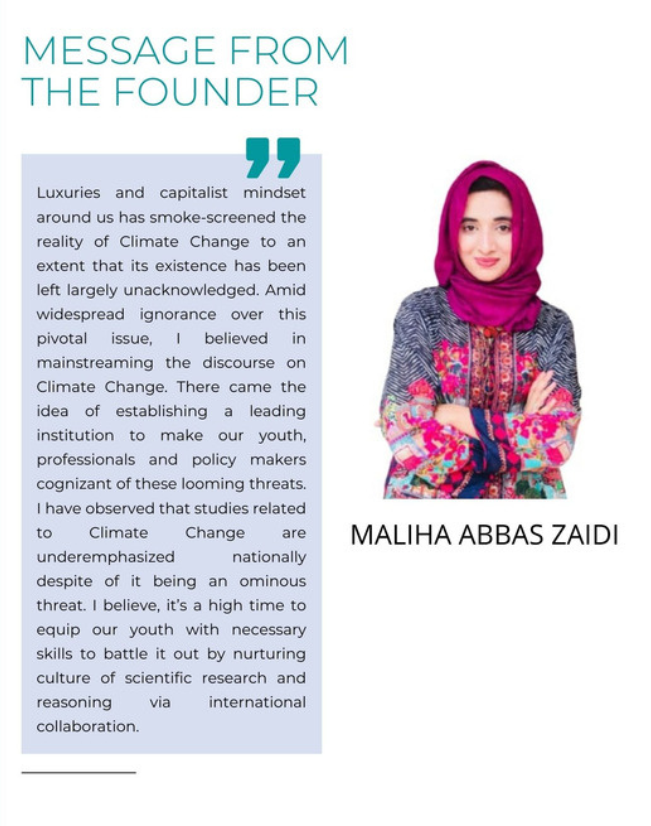 MESSAGE FROM
THE FOUNDER
”
Luxuries and capitalist mindset
around us has smoke-screened the
reality of Climate Change to an
extent that its existence has been
left largely unacknowledged. Amid
widespread ignorance over this
pivotal issue, I believed in
mainstreaming the discourse on
Climate Change. There came the
idea of establishing a leading
institution to make our youth,
professionals and policy makers
cognizant of these looming threats.
I have observed that studies related
to Climate Change are
underemphasized nationally
despite of it being an ominous
threat. I believe, it’s a high time to
equip our youth with necessary
skills to battle it out by nurturing
culture of scientific research and
reasoning via international
collaboration.
MALIHA ABBAS ZAIDI